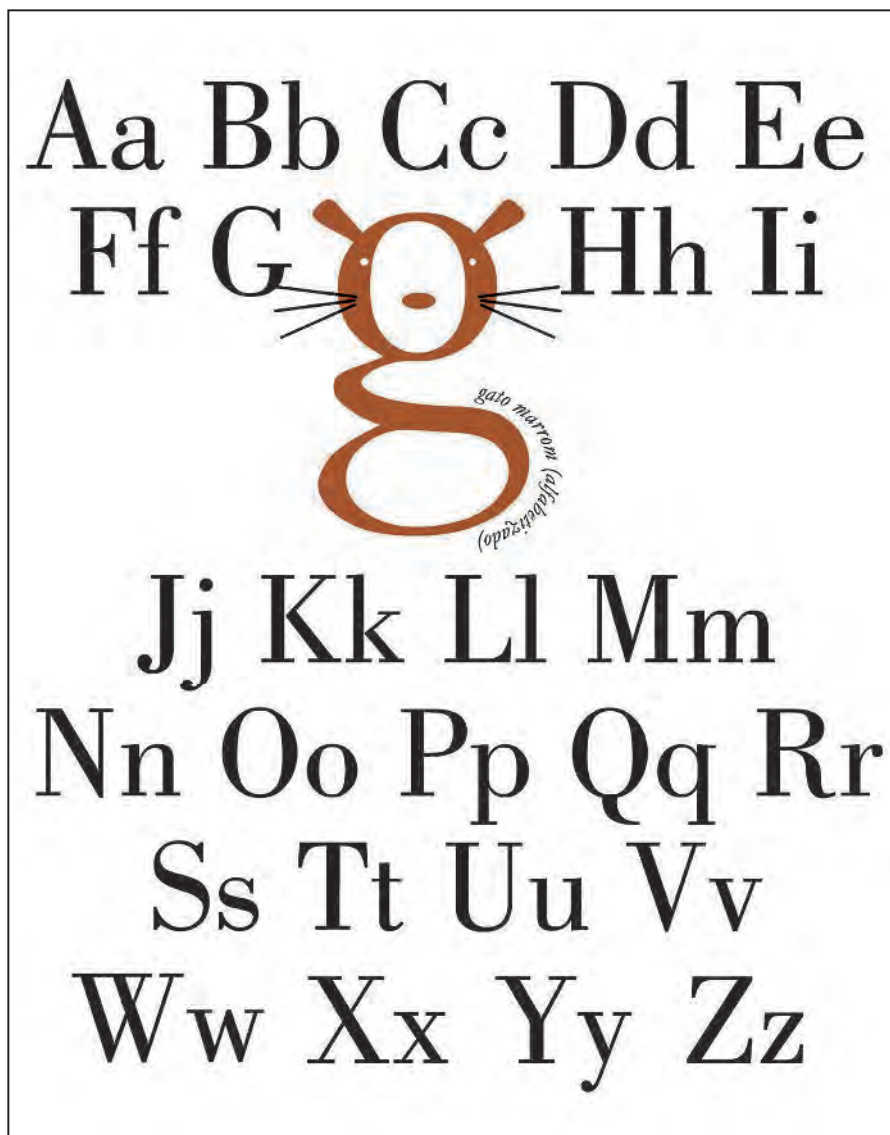 Aa Bb Cc Dd Ee
Ff Gg Hh Ii
gato marrom (alfabetizado)
Jj Kk Ll Mm
Nn Oo Pp Qq Rr
Ss Tt Uu Vv
Ww Xx Yy Zz